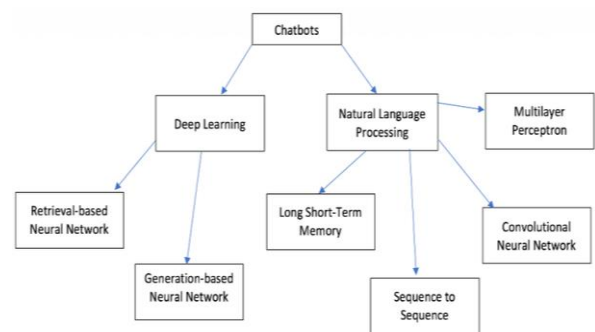 Chatbots
Deep Learning
Natural Language
Processing
Multilayer
Perceptron
Retrieval-based
Neural Network
Generation-based
Neural Network
Long Short-Term
Memory
Sequence to
Sequence
Convolutional
Neural Network